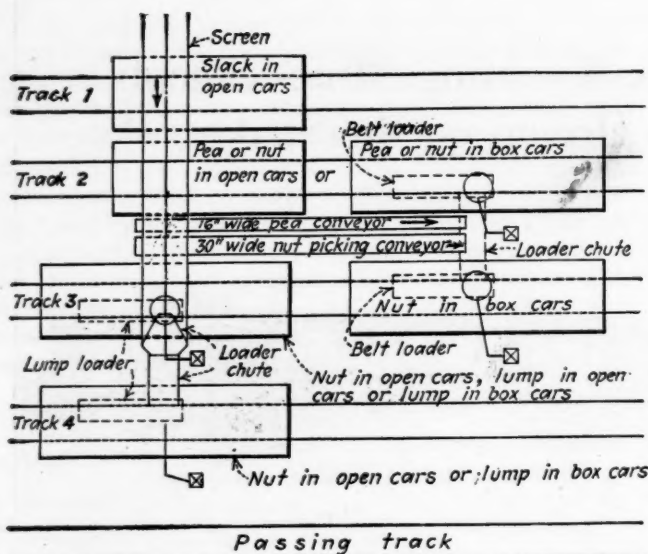 Screen
Slack in
open cars
Track 1
Belt loader
Pea or nut
in open cars or
Pea or nut in box cars
Track 2
16" wide pea conveyor
30" wide nut picking conveyor
Loader chute
Track 3
Nut in box cars
Lump loader
Loader
chute
Belt loader
Nut in open cars, lump in open
cars or lump in box cars
Track 4
Nut in open cars or lump in box cars
Passing track